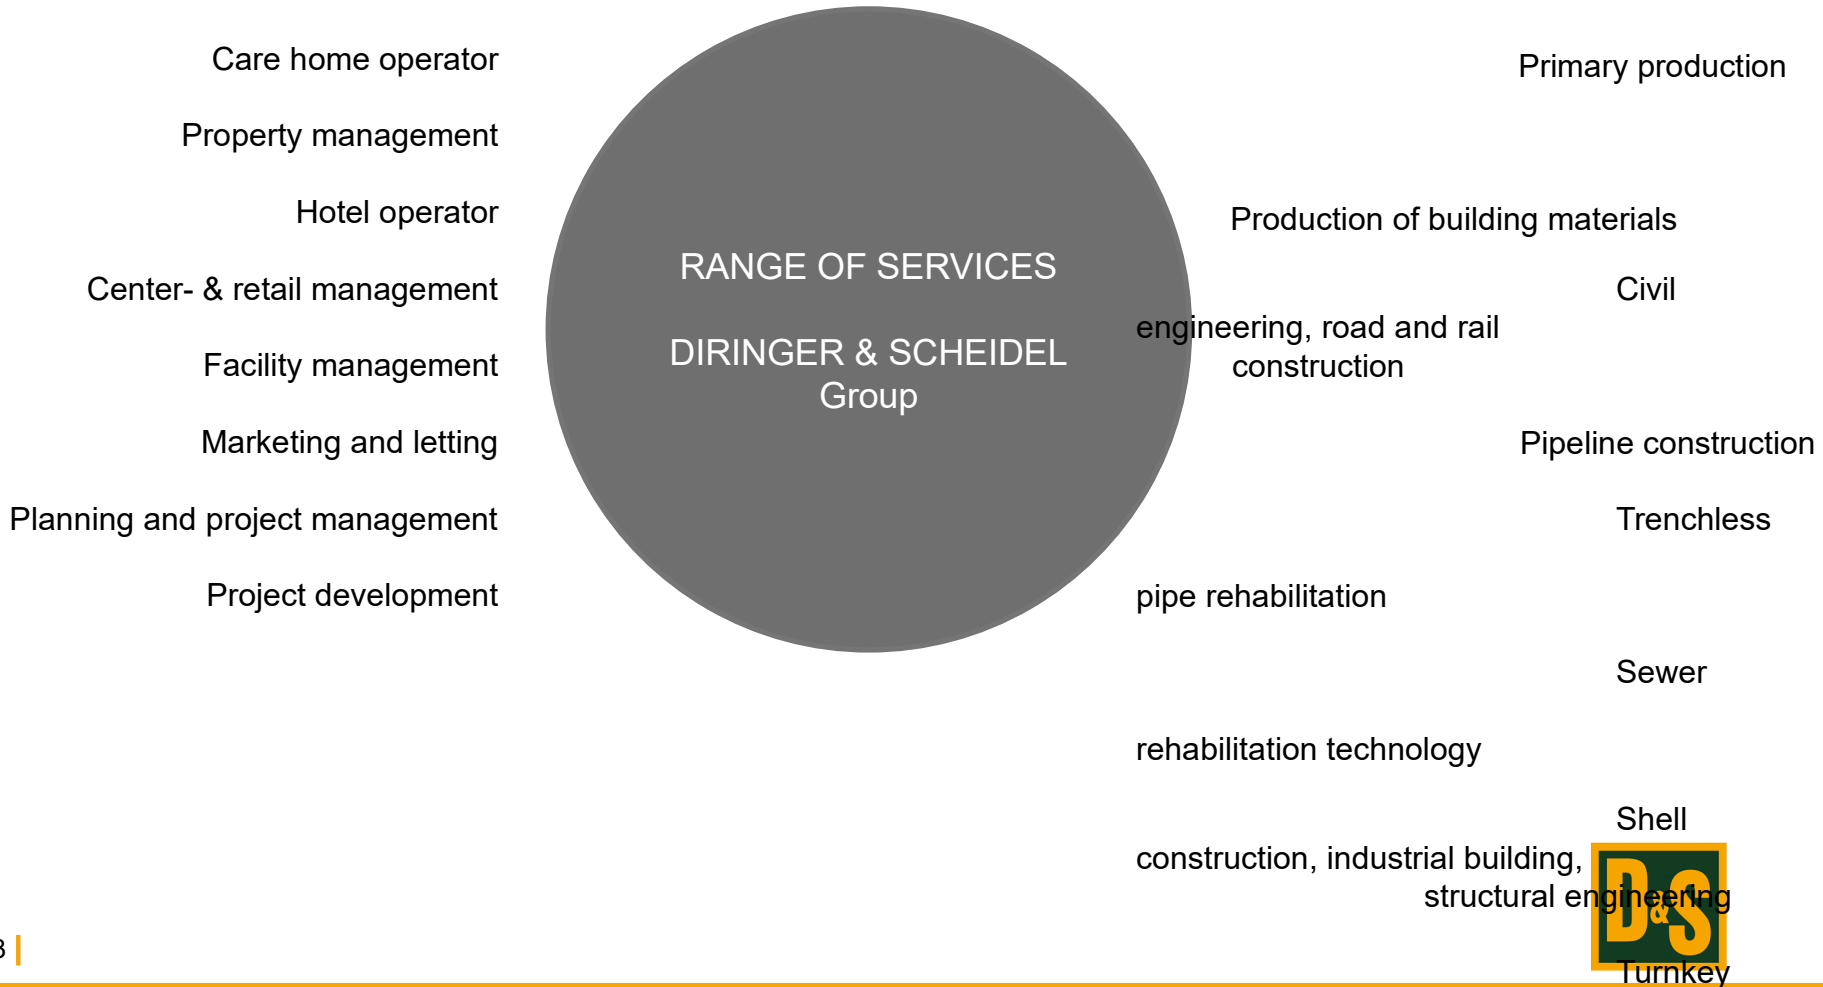 Care home operator
Property management
Hotel operator
Center- & retail management
Facility management
Marketing and letting
Planning and project management
Project development
RANGE OF SERVICES
DIRINGER & SCHEIDEL
Group
Primary production
Production of building materials
Civil
engineering, road and rail
construction
Pipeline construction
Trenchless
pipe rehabilitation
Sewer
rehabilitation technology
Shell
construction, industrial building,
structural engineering
D&S
Turnkey